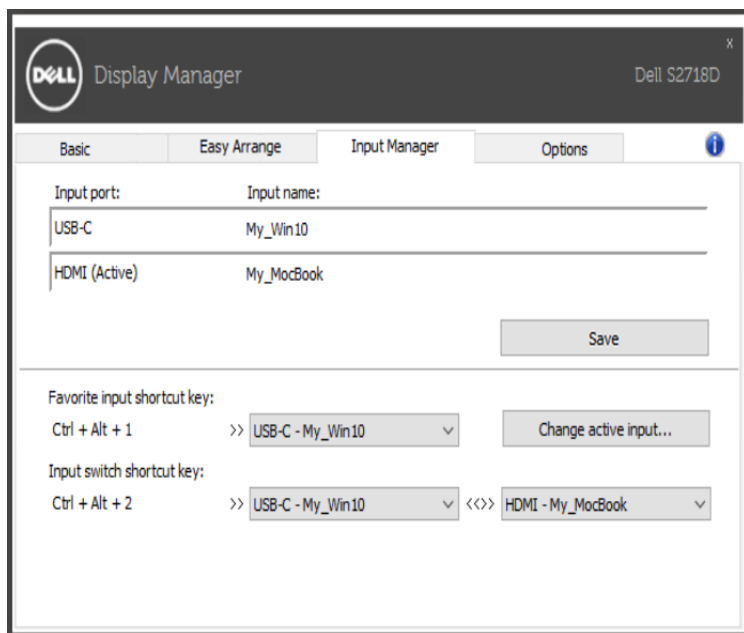 DELL Display Manager
x
Dell S2718D
Basic Easy Arrange Input Manager Options i
Input port: Input name:
USB-C My_Win10
HDMI (Active) My_MocBook
Save
Favorite input shortcut key:
Ctrl + Alt + 1 >> USB-C - My_Win10 Change active input...
Input switch shortcut key:
Ctrl + Alt + 2 >> USB-C - My_Win10 <<>> HDMI - My_MocBook